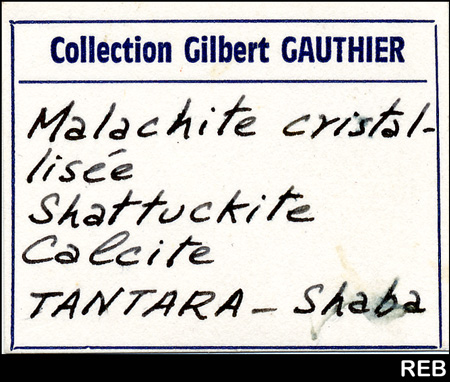 Collection Gilbert GAUTHIER
Malachite cristal-
lisée
Shattuckite
Calcite
TANTARA - Shaba
REB